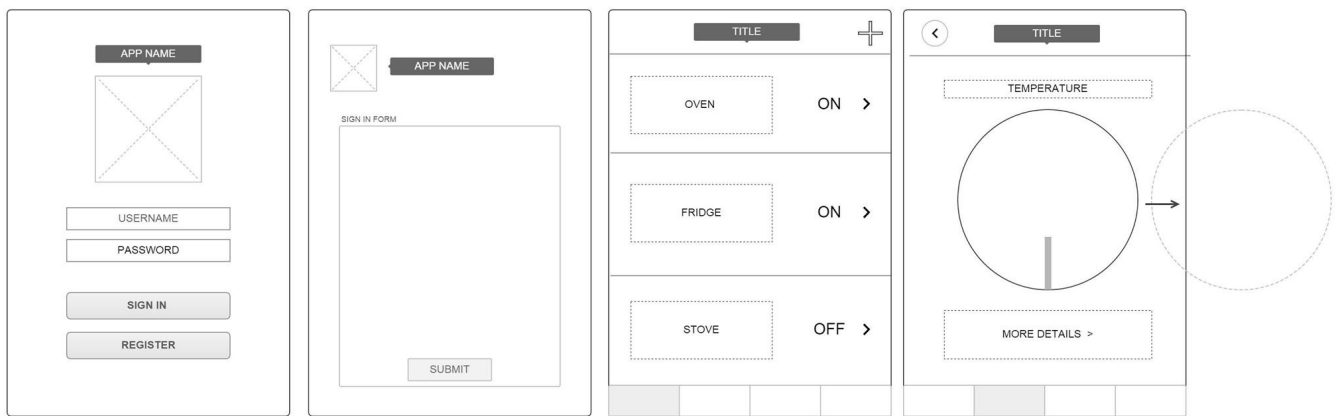 APP NAME
USERNAME
PASSWORD
SIGN IN
REGISTER
APP NAME
SIGN IN FORM
SUBMIT
TITLE
OVEN ON >
FRIDGE ON >
STOVE OFF >
TITLE
TEMPERATURE
MORE DETAILS >